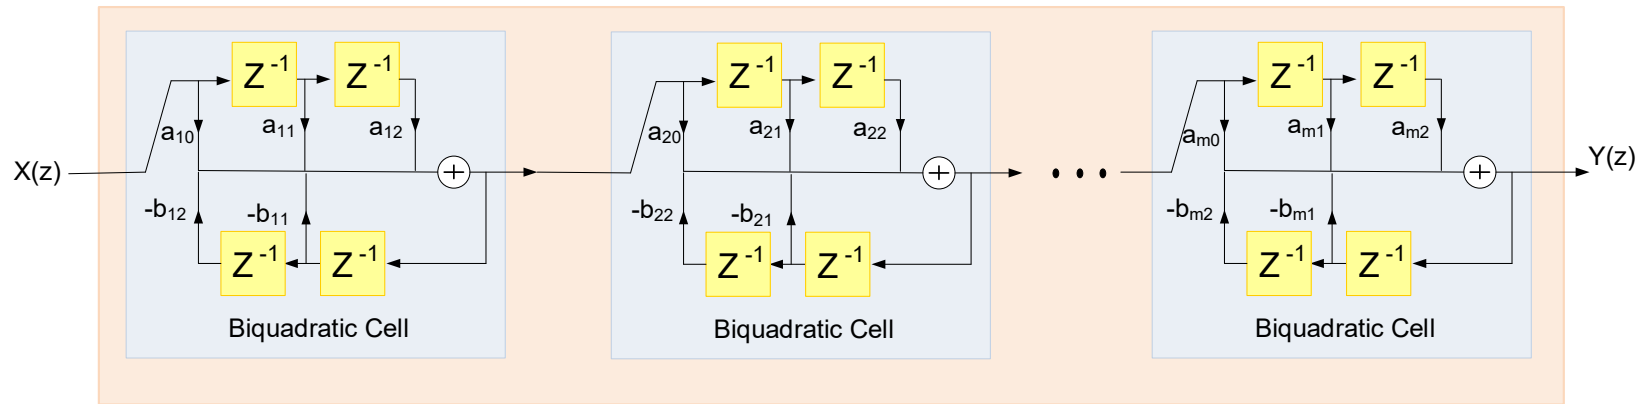 Z⁻¹ Z⁻¹ Z⁻¹ Z⁻¹ Z⁻¹ Z⁻¹
a₁₀ a₁₁ a₁₂ a₂₀ a₂₁ a₂₂ aₘ₀ aₘ₁ aₘ₂
X(z) + + • • • + Y(z)
-b₁₂ -b₁₁ -b₂₂ -b₂₁ -bₘ₂ -bₘ₁
Z⁻¹ Z⁻¹ Z⁻¹ Z⁻¹ Z⁻¹ Z⁻¹
Biquadratic Cell Biquadratic Cell Biquadratic Cell